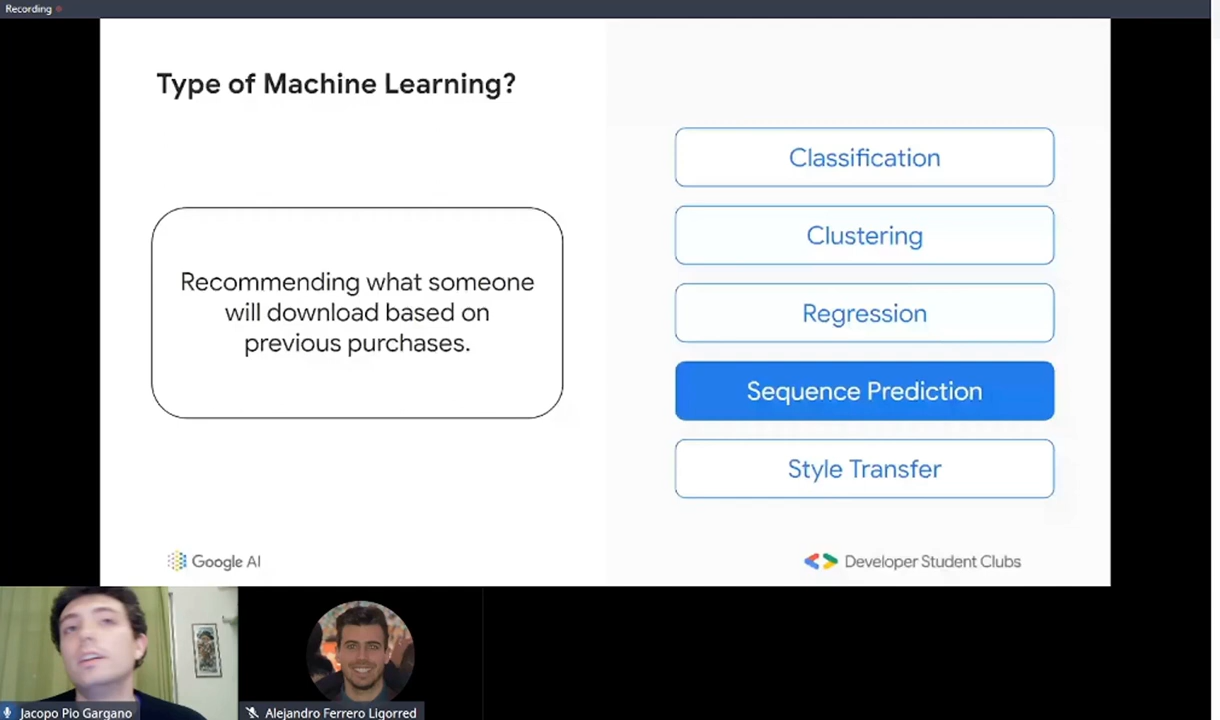 Recording
Type of Machine Learning?
Recommending what someone
will download based on
previous purchases.
Classification
Clustering
Regression
Sequence Prediction
Style Transfer
Google AI
Developer Student Clubs
Jacopo Pio Gargano
Alejandro Ferrero Ligorred